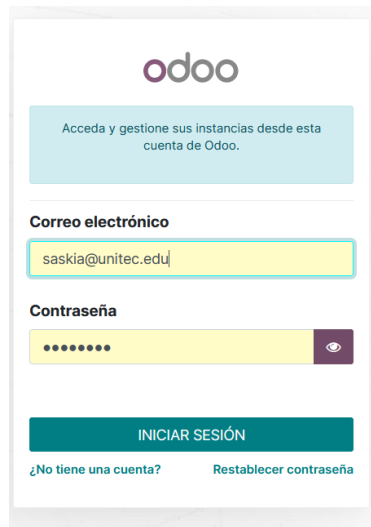 odoo
Acceda y gestione sus instancias desde esta
cuenta de Odoo.
Correo electrónico
saskia@unitec.edu
Contraseña
••••••••
INICIAR SESIÓN
¿No tiene una cuenta? Restablecer contraseña